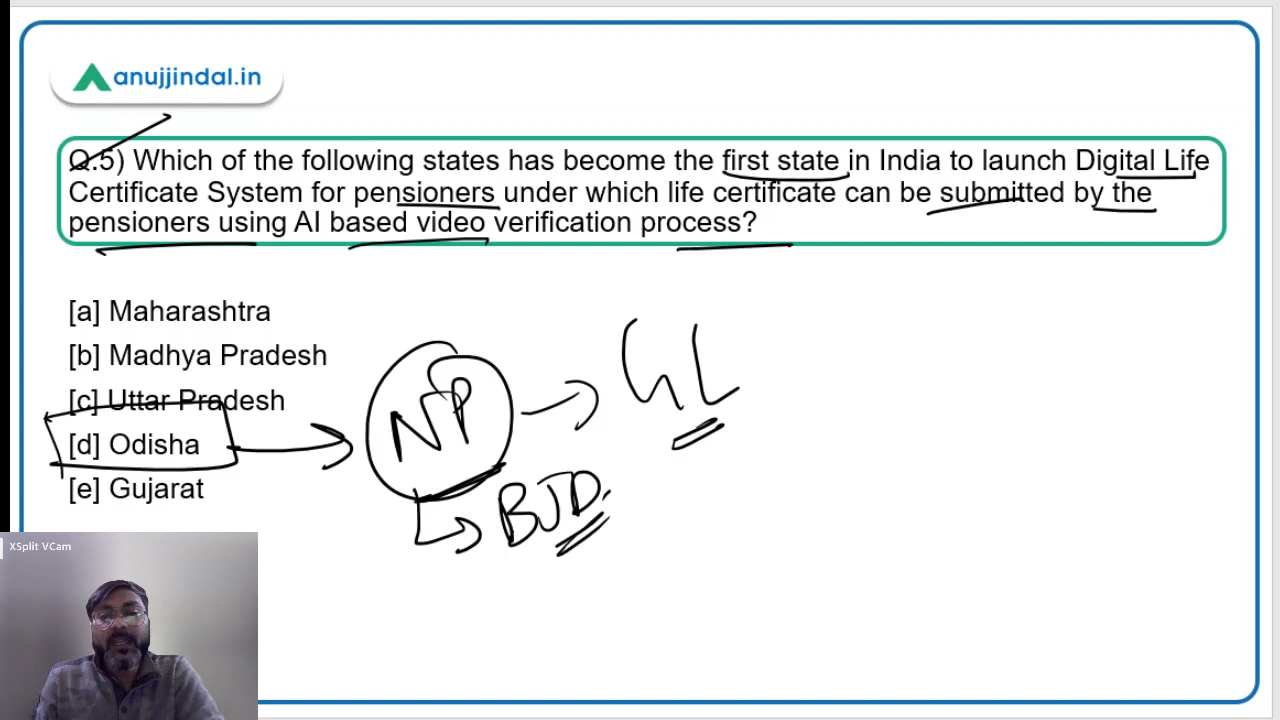 anujjindal.in
Q.5) Which of the following states has become the first state in India to launch Digital Life
Certificate System for pensioners under which life certificate can be submitted by the
pensioners using AI based video verification process?
[a] Maharashtra
[b] Madhya Pradesh
[c] Uttar Pradesh
[d] Odisha
[e] Gujarat
NP
GL
BJD.
XSplit VCam